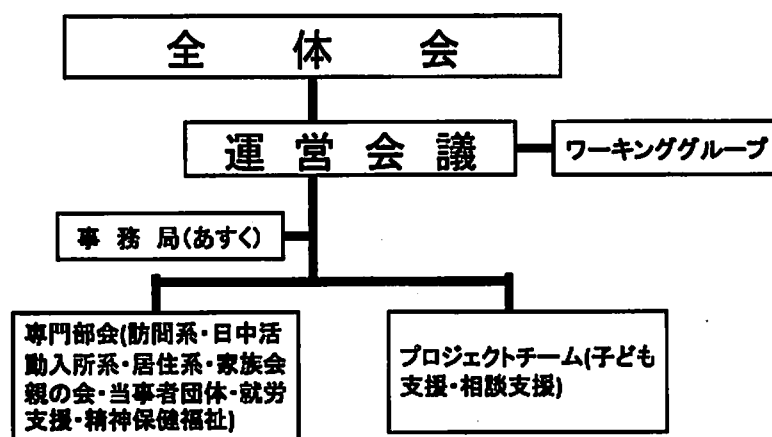 全体会
運営会議
ワーキンググループ
事務局(あすく)
専門部会(訪問系・日中活
動入所系・居住系・家族会
親の会・当事者団体・就労
支援・精神保健福祉)
プロジェクトチーム(子ども
支援・相談支援)